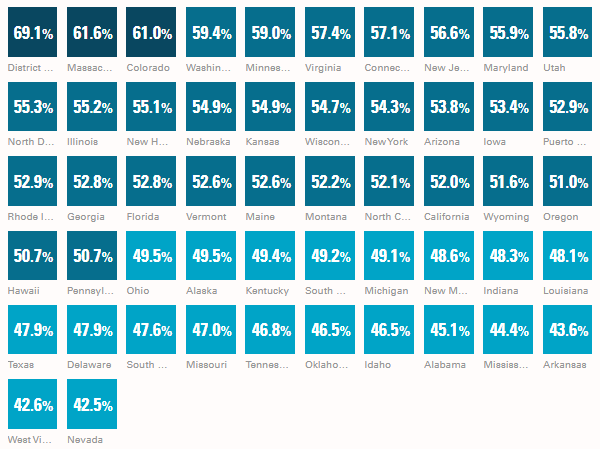 69.1% 61.6% 61.0% 59.4% 59.0% 57.4% 57.1% 56.6% 55.9% 55.8%
District ... Massac... Colorado Washin... Minnes... Virginia Connec... New Je... Maryland Utah
55.3% 55.2% 55.1% 54.9% 54.9% 54.7% 54.3% 53.8% 53.4% 52.9%
North D... Illinois New H... Nebraska Kansas Wiscon... New York Arizona Iowa Puerto ...
52.9% 52.8% 52.8% 52.6% 52.6% 52.2% 52.1% 52.0% 51.6% 51.0%
Rhode I... Georgia Florida Vermont Maine Montana North C... California Wyoming Oregon
50.7% 50.7% 49.5% 49.5% 49.4% 49.2% 49.1% 48.6% 48.3% 48.1%
Hawaii Pennsyl... Ohio Alaska Kentucky South ... Michigan New M... Indiana Louisiana
47.9% 47.9% 47.6% 47.0% 46.8% 46.5% 46.5% 45.1% 44.4% 43.6%
Texas Delaware South ... Missouri Tennes... Oklaho... Idaho Alabama Mississ... Arkansas
42.6% 42.5%
West Vi... Nevada